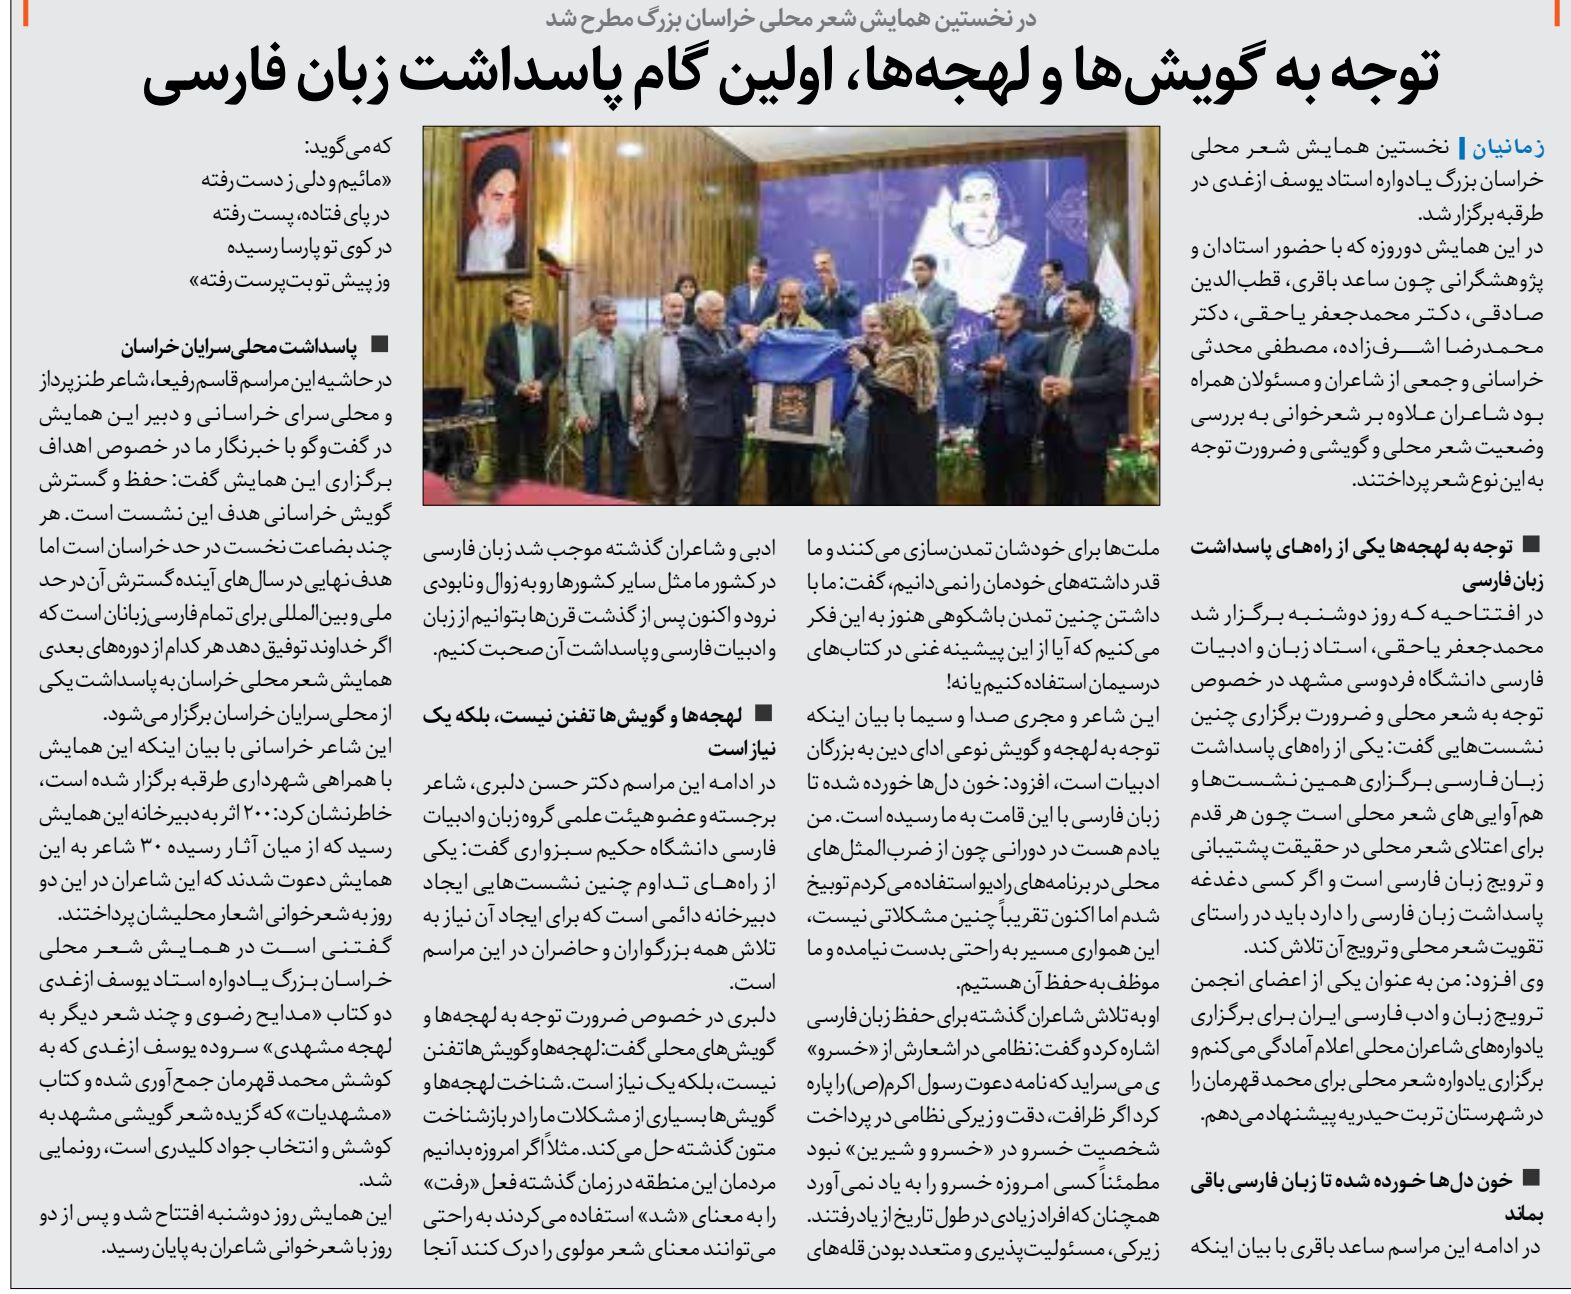 در نخستین همایش شعر محلی خراسان بزرگ مطرح شد
توجه به گویش‌ها و لهجه‌ها، اولین گام پاسداشت زبان فارسی
زمانیان | نخستین همایش شعر محلی
خراسان بزرگ یادواره استاد یوسف ازغدی در
طرقبه برگزار شد.
در این همایش دوروزه که با حضور استادان و
پژوهشگرانی چون ساعد باقری، قطب‌الدین
صادقی، دکتر محمدجعفر یاحقی، دکتر
محمدرضا اشرف‌زاده، مصطفی محدثی
خراسانی و جمعی از شاعران و مسئولان همراه
بود شاعران علاوه بر شعرخوانی به بررسی
وضعیت شعر محلی و گویشی و ضرورت توجه
به این نوع شعر پرداختند.
■ توجه به لهجه‌ها یکی از راه‌های پاسداشت
زبان فارسی
در افتتاحیه که روز دوشنبه برگزار شد
محمدجعفر یاحقی، استاد زبان و ادبیات
فارسی دانشگاه فردوسی مشهد در خصوص
توجه به شعر محلی و ضرورت برگزاری چنین
نشست‌هایی گفت: یکی از راه‌های پاسداشت
زبان فارسی برگزاری همین نشست‌ها و
هم‌آوایی‌های شعر محلی است چون هر قدم
برای اعتلای شعر محلی در حقیقت پشتیبانی
و ترویج زبان فارسی است و اگر کسی دغدغه
پاسداشت زبان فارسی را دارد باید در راستای
تقویت شعر محلی و ترویج آن تلاش کند.
وی افزود: من به عنوان یکی از اعضای انجمن
ترویج زبان و ادب فارسی ایران برای برگزاری
یادواره‌های شاعران محلی اعلام آمادگی می‌کنم و
برگزاری یادواره شعر محلی برای محمد قهرمان را
در شهرستان تربت حیدریه پیشنهاد می‌دهم.
■ خون دل‌ها خورده شده تا زبان فارسی باقی
بماند
در ادامه این مراسم ساعد باقری با بیان اینکه
ملت‌ها برای خودشان تمدن‌سازی می‌کنند و ما
قدر داشته‌های خودمان را نمی‌دانیم، گفت: ما با
داشتن چنین تمدن باشکوهی هنوز به این فکر
می‌کنیم که آیا از این پیشینه غنی در کتاب‌های
درسیمان استفاده کنیم یا نه!
این شاعر و مجری صدا و سیما با بیان اینکه
توجه به لهجه و گویش نوعی ادای دین به بزرگان
ادبیات است، افزود: خون دل‌ها خورده شده تا
زبان فارسی با این قامت به ما رسیده است. من
یادم هست در دورانی چون از ضرب‌المثل‌های
محلی در برنامه‌های رادیو استفاده می‌کردم توبیخ
شدم اما اکنون تقریباً چنین مشکلاتی نیست،
این همواری مسیر به راحتی بدست نیامده و ما
موظف به حفظ آن هستیم.
او به تلاش شاعران گذشته برای حفظ زبان فارسی
اشاره کرد و گفت: نظامی در اشعارش از «خسرو»
ی می‌سراید که نامه دعوت رسول اکرم(ص) را پاره
کرد اگر ظرافت، دقت و زیرکی نظامی در پرداخت
شخصیت خسرو در «خسرو و شیرین» نبود
مطمئناً کسی امروزه خسرو را به یاد نمی‌آورد
همچنان که افراد زیادی در طول تاریخ از یاد رفتند.
زیرکی، مسئولیت‌پذیری و متعدد بودن قله‌های
ادبی و شاعران گذشته موجب شد زبان فارسی
در کشور ما مثل سایر کشورها رو به زوال و نابودی
نرود و اکنون پس از گذشت قرن‌ها بتوانیم از زبان
و ادبیات فارسی و پاسداشت آن صحبت کنیم.
■ لهجه‌ها و گویش‌ها تفنن نیست، بلکه یک
نیاز است
در ادامه این مراسم دکتر حسن دلبری، شاعر
برجسته و عضو هیئت علمی گروه زبان و ادبیات
فارسی دانشگاه حکیم سبزواری گفت: یکی
از راه‌های تداوم چنین نشست‌هایی ایجاد
دبیرخانه دائمی است که برای ایجاد آن نیاز به
تلاش همه بزرگواران و حاضران در این مراسم
است.
دلبری در خصوص ضرورت توجه به لهجه‌ها و
گویش‌های محلی گفت: لهجه‌ها و گویش‌ها تفنن
نیست، بلکه یک نیاز است. شناخت لهجه‌ها و
گویش‌ها بسیاری از مشکلات ما را در بازشناخت
متون گذشته حل می‌کند. مثلاً اگر امروزه بدانیم
مردمان این منطقه در زمان گذشته فعل «رفت»
را به معنای «شد» استفاده می‌کردند به راحتی
می‌توانند معنای شعر مولوی را درک کنند آنجا
که می‌گوید:
«مائیم و دلی ز دست رفته
در پای فتاده، پست رفته
در کوی تو پارسا رسیده
وز پیش تو بت‌پرست رفته»
■ پاسداشت محلی‌سرایان خراسان
در حاشیه این مراسم قاسم رفیعا، شاعر طنزپرداز
و محلی‌سرای خراسانی و دبیر این همایش
در گفت‌وگو با خبرنگار ما در خصوص اهداف
برگزاری این همایش گفت: حفظ و گسترش
گویش خراسانی هدف این نشست است. هر
چند بضاعت نخست در حد خراسان است اما
هدف نهایی در سال‌های آینده گسترش آن در حد
ملی و بین‌المللی برای تمام فارسی‌زبانان است که
اگر خداوند توفیق دهد هر کدام از دوره‌های بعدی
همایش شعر محلی خراسان به پاسداشت یکی
از محلی‌سرایان خراسان برگزار می‌شود.
این شاعر خراسانی با بیان اینکه این همایش
با همراهی شهرداری طرقبه برگزار شده است،
خاطرنشان کرد: ۲۰۰ اثر به دبیرخانه این همایش
رسید که از میان آثار رسیده ۳۰ شاعر به این
همایش دعوت شدند که این شاعران در این دو
روز به شعرخوانی اشعار محلیشان پرداختند.
گفتنی است در همایش شعر محلی
خراسان بزرگ یادواره استاد یوسف ازغدی
دو کتاب «مدایح رضوی و چند شعر دیگر به
لهجه مشهدی» سروده یوسف ازغدی که به
کوشش محمد قهرمان جمع‌آوری شده و کتاب
«مشهدیات» که گزیده شعر گویشی مشهد به
کوشش و انتخاب جواد کلیدری است، رونمایی
شد.
این همایش روز دوشنبه افتتاح شد و پس از دو
روز با شعرخوانی شاعران به پایان رسید.